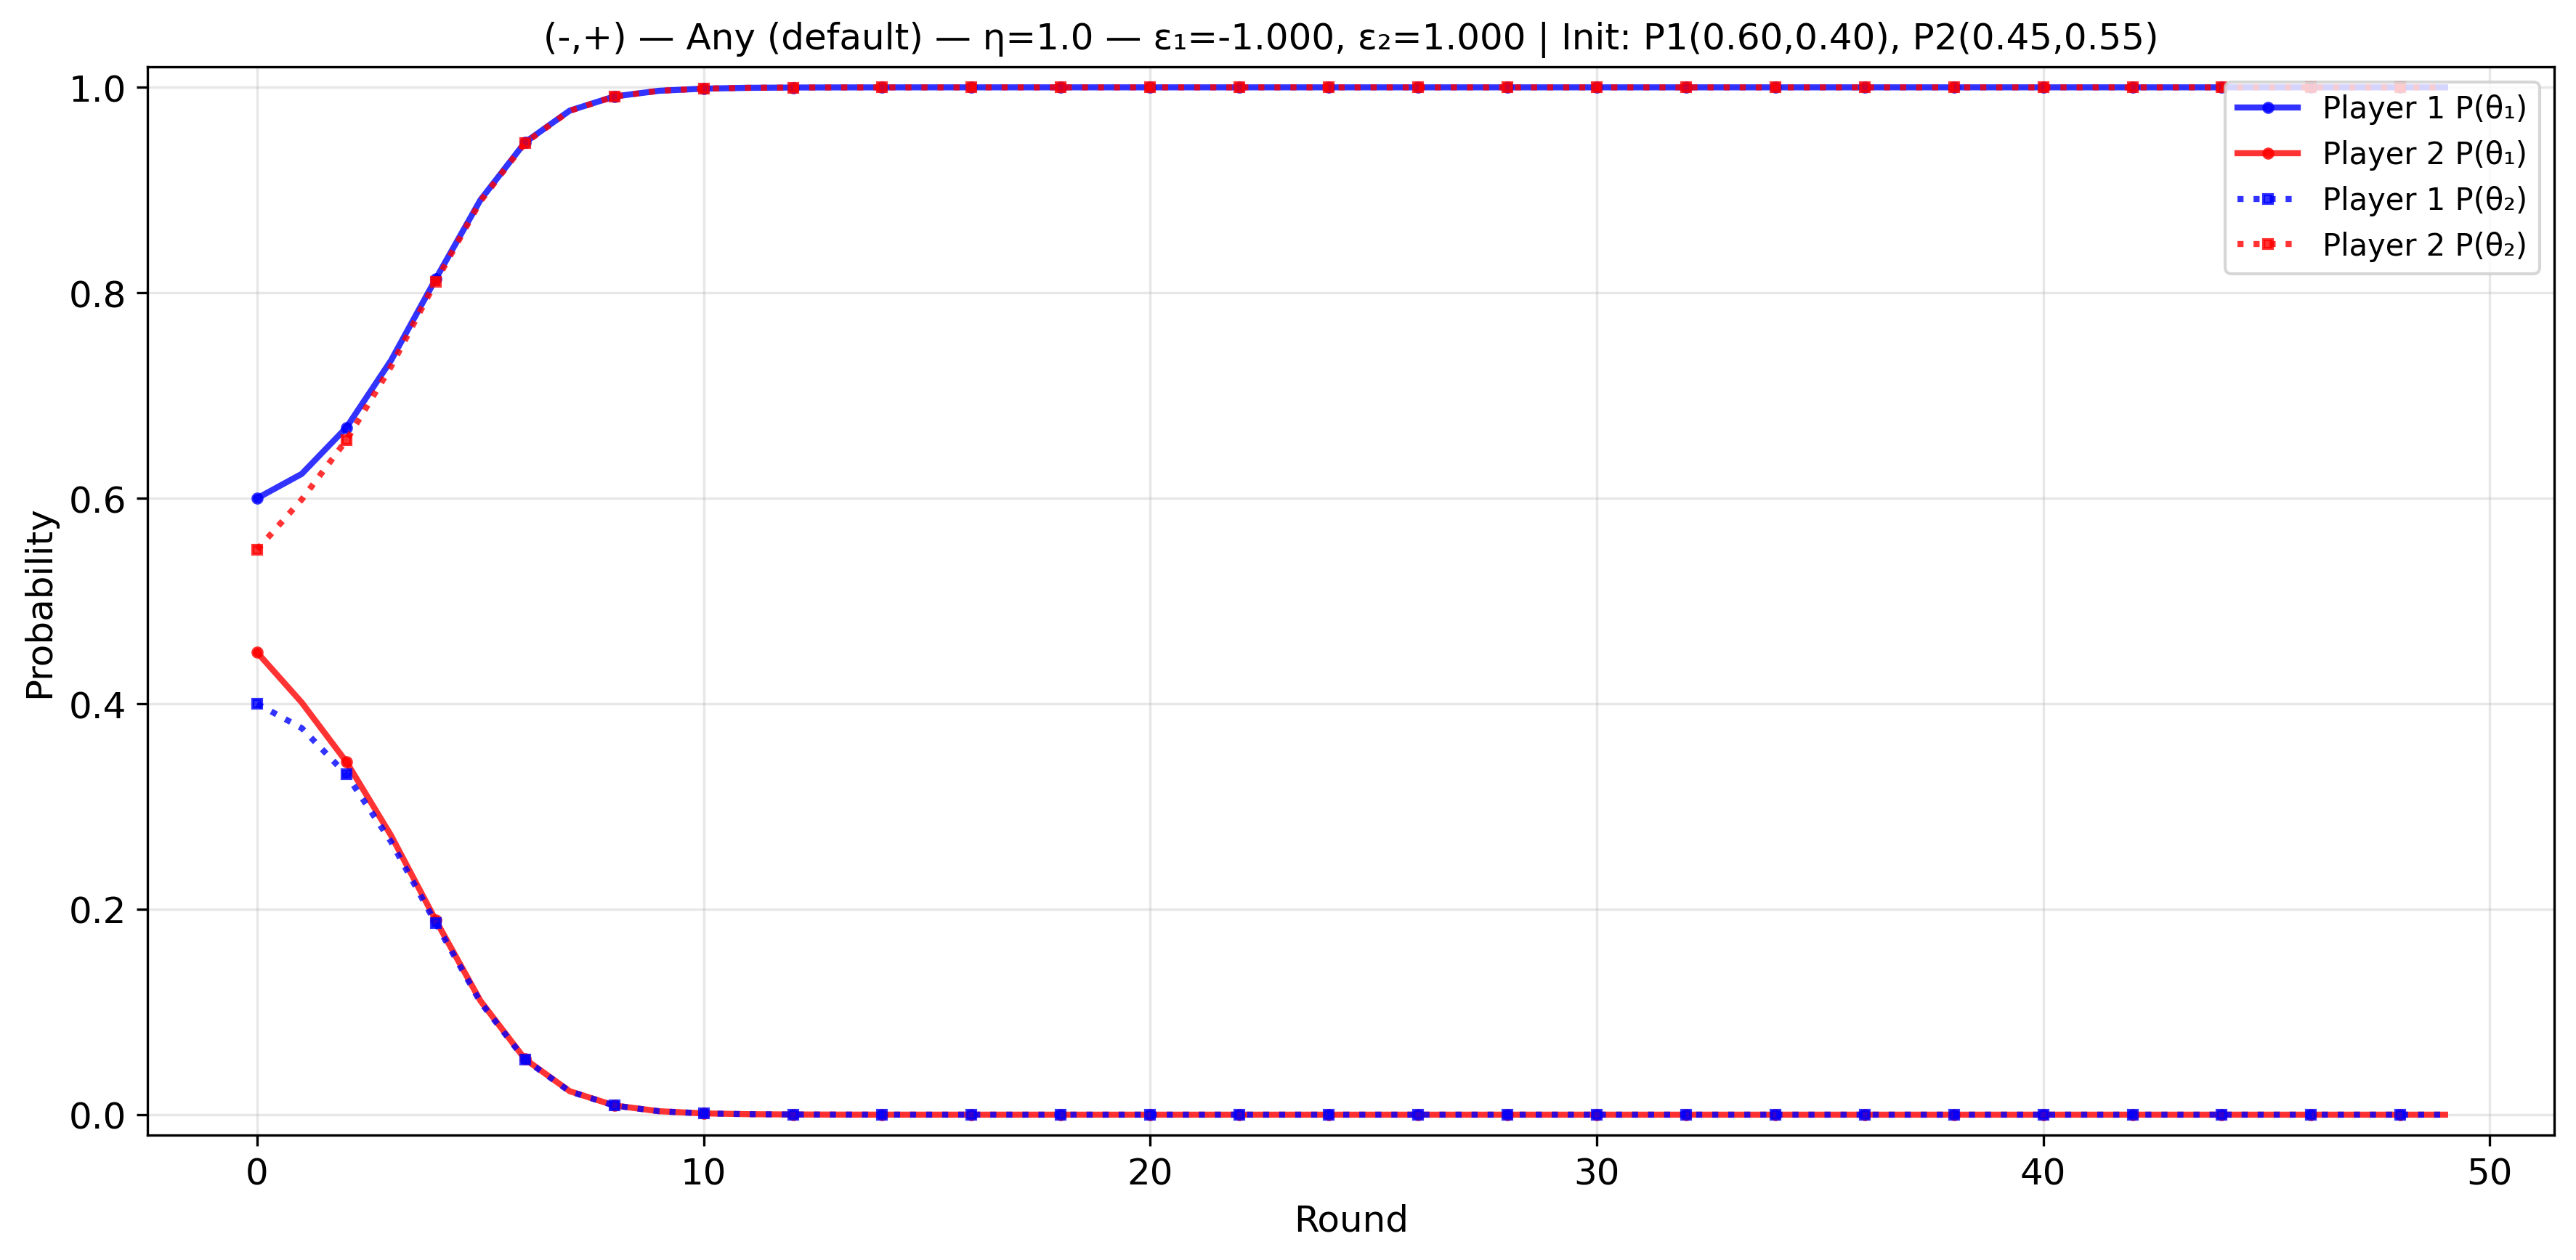 (-,+) — Any (default) — η=1.0 — ε₁=-1.000, ε₂=1.000 | Init: P1(0.60,0.40), P2(0.45,0.55)
1.0
0.8
0.6
0.4
0.2
0.0
Probability
Player 1 P(θ₁)
Player 2 P(θ₁)
Player 1 P(θ₂)
Player 2 P(θ₂)
0 10 20 30 40 50
Round